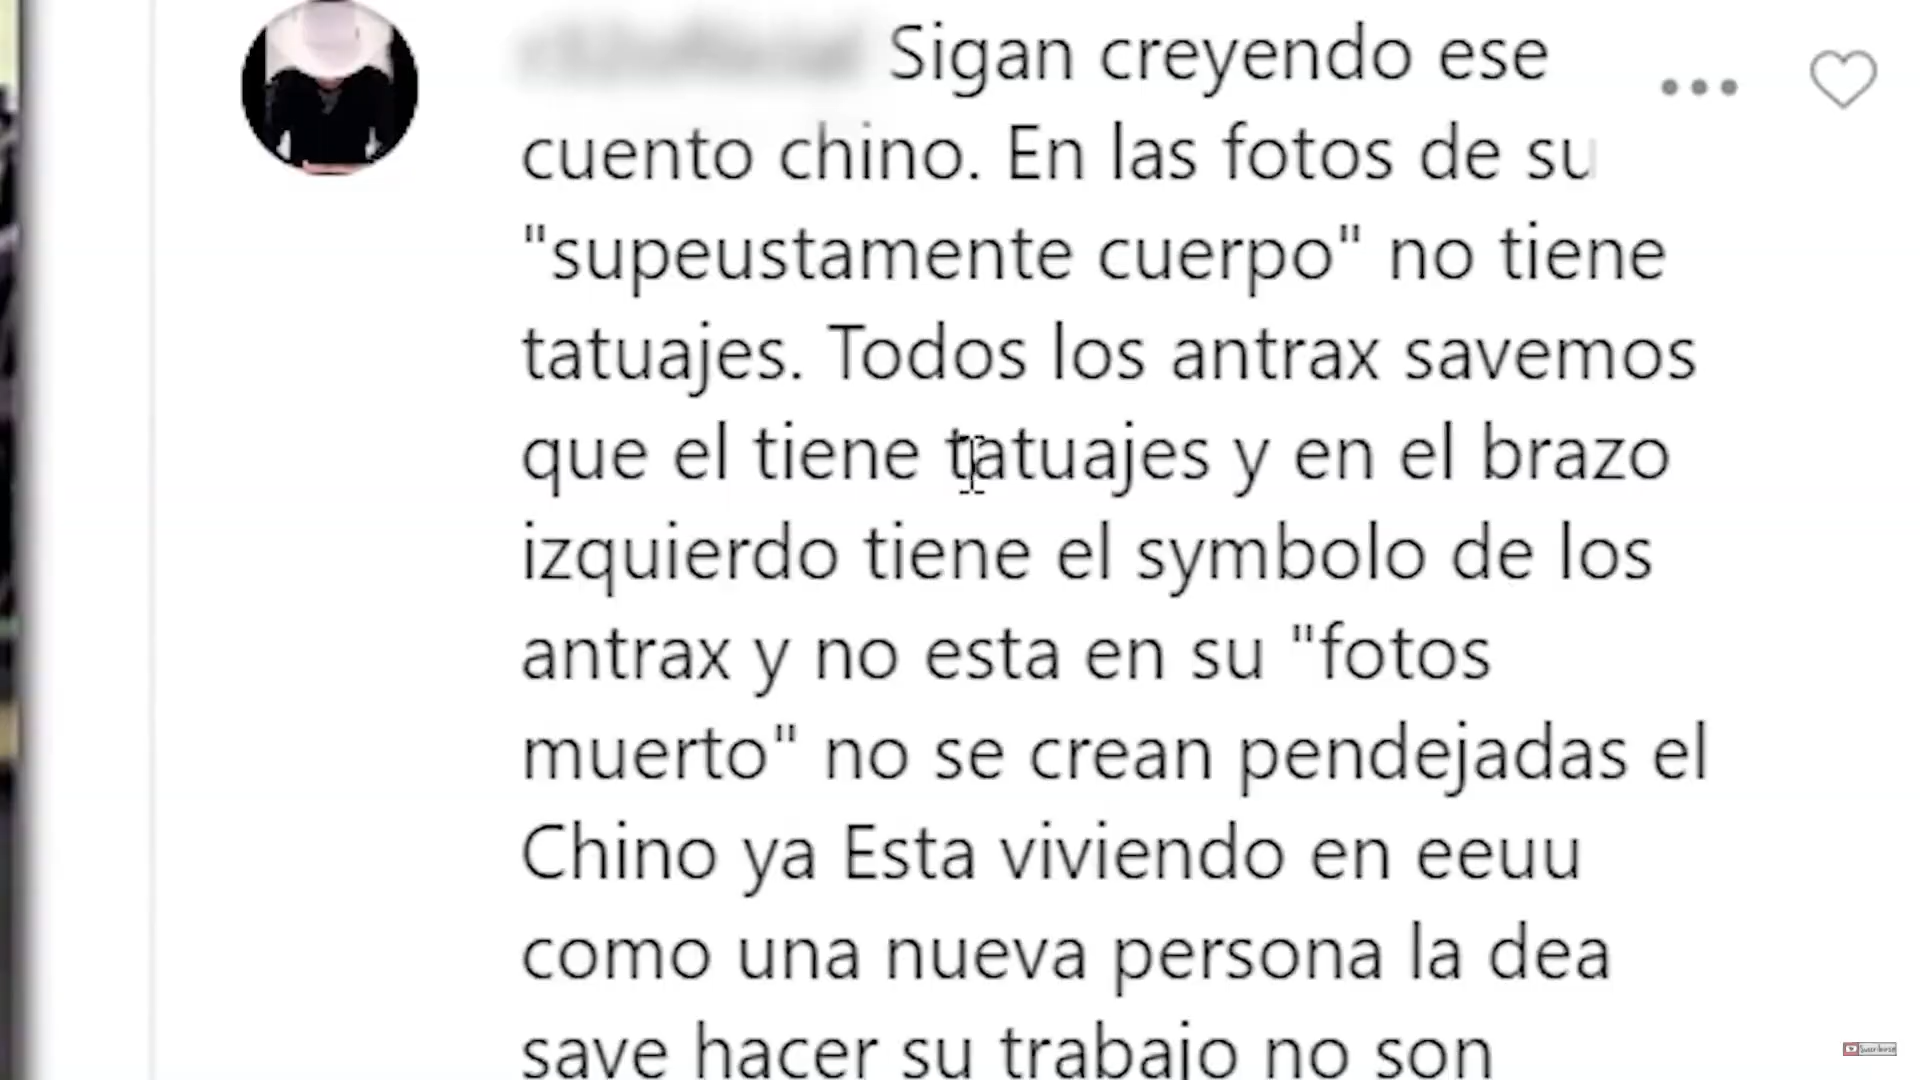 Sigan creyendo ese
cuento chino. En las fotos de su
"supeustamente cuerpo" no tiene
tatuajes. Todos los antrax savemos
que el tiene tatuajes y en el brazo
izquierdo tiene el symbolo de los
antrax y no esta en su "fotos
muerto" no se crean pendejadas el
Chino ya Esta viviendo en eeuu
como una nueva persona la dea
save hacer su trabajo no son
Suscribirse